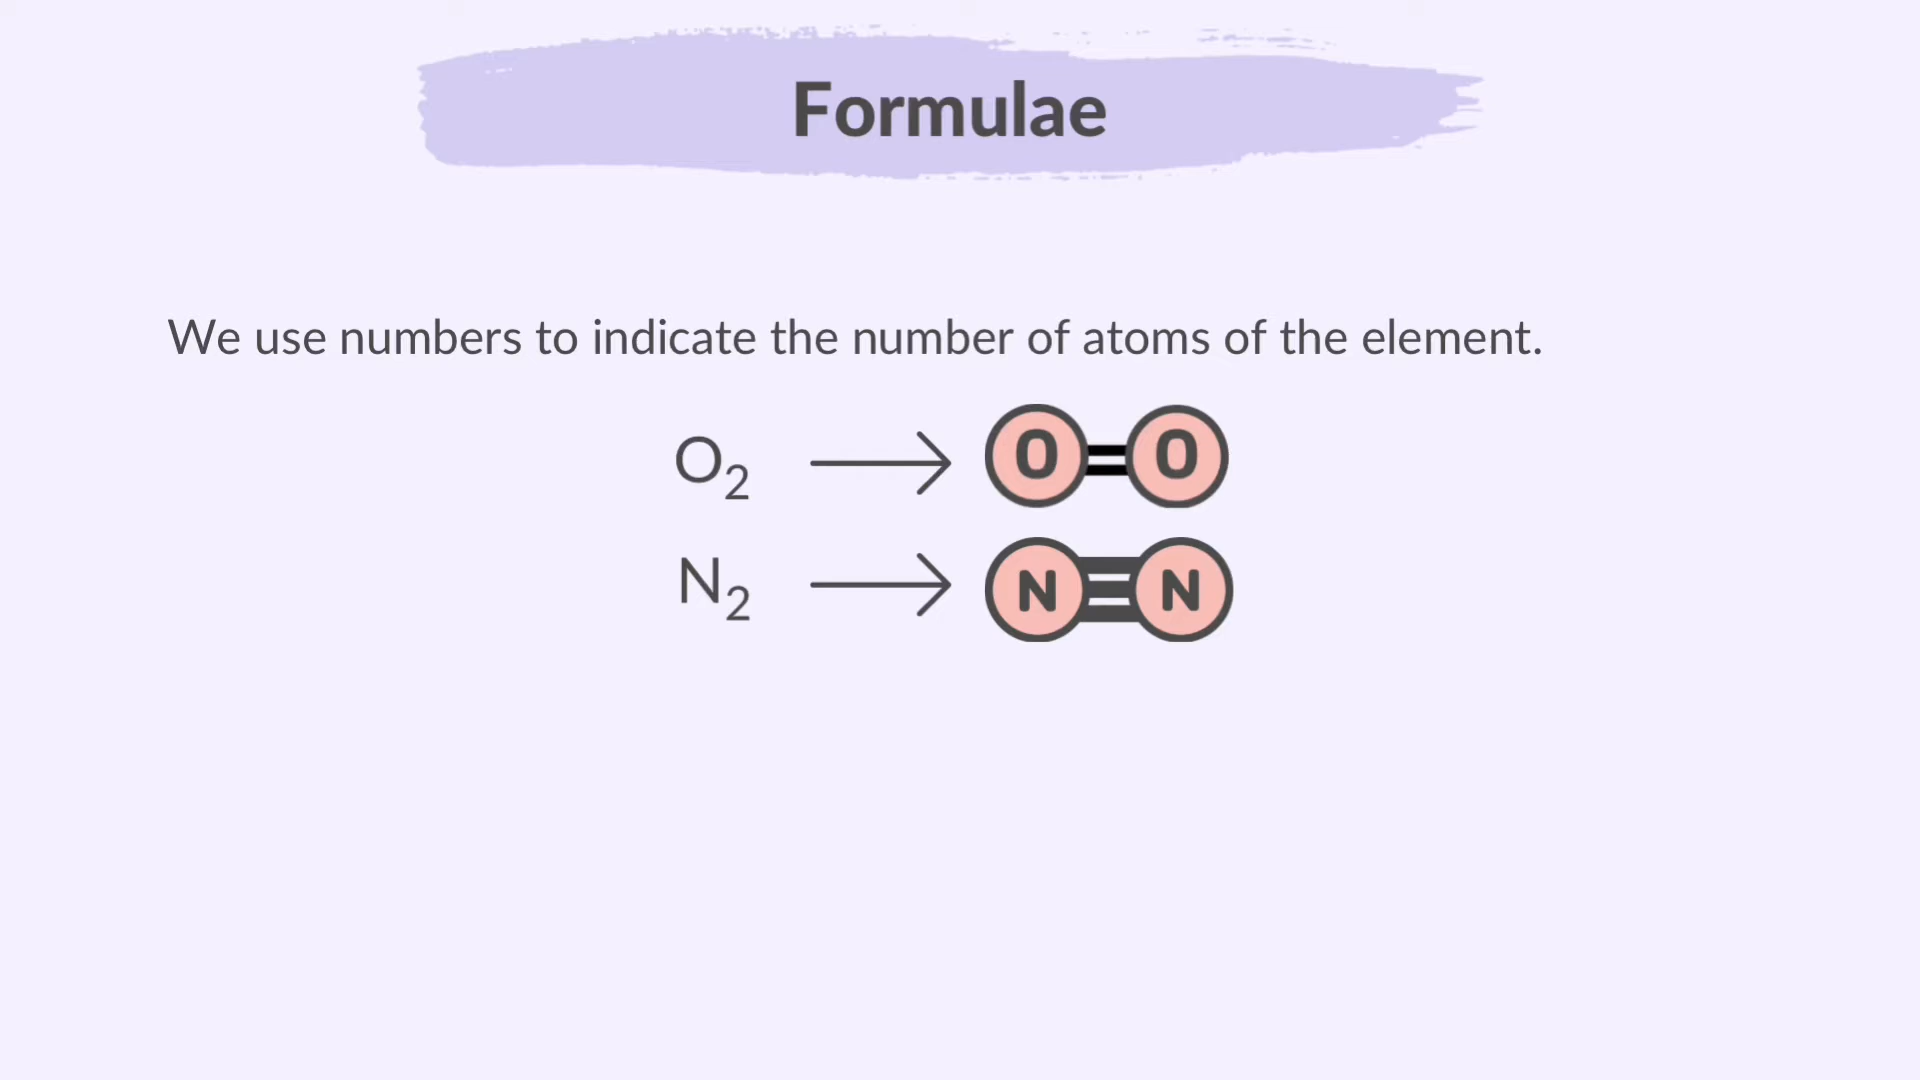 Formulae
We use numbers to indicate the number of atoms of the element.
O₂ → O=O
N₂ → N≡N